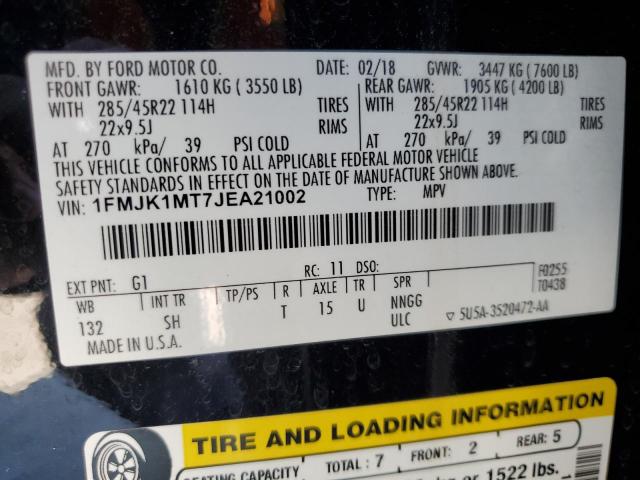 MFD. BY FORD MOTOR CO.
DATE: 02/18 GVWR: 3447 KG ( 7600 LB)
FRONT GAWR: 1610 KG ( 3550 LB)
REAR GAWR: 1905 KG ( 4200 LB)
WITH 285/45R22 114H TIRES
WITH 285/45R22 114H TIRES
22x9.5J RIMS
22x9.5J RIMS
AT 270 kPa/ 39 PSI COLD
AT 270 kPa/ 39 PSI COLD
THIS VEHICLE CONFORMS TO ALL APPLICABLE FEDERAL MOTOR VEHICLE
SAFETY STANDARDS IN EFFECT ON THE DATE OF MANUFACTURE SHOWN ABOVE.
VIN: 1FMJK1MT7JEA21002
TYPE: MPV
EXT PNT: G1 RC: 11 DSO: F0255
T0438
WB INT TR TP/PS R AXLE TR SPR
132 SH T 15 U NNGG
ULC
▽ 5U5A-3520472-AA
MADE IN U.S.A.
TIRE AND LOADING INFORMATION
SEATING CAPACITY TOTAL : 7 FRONT: 2 REAR: 5
or 1522 lbs.